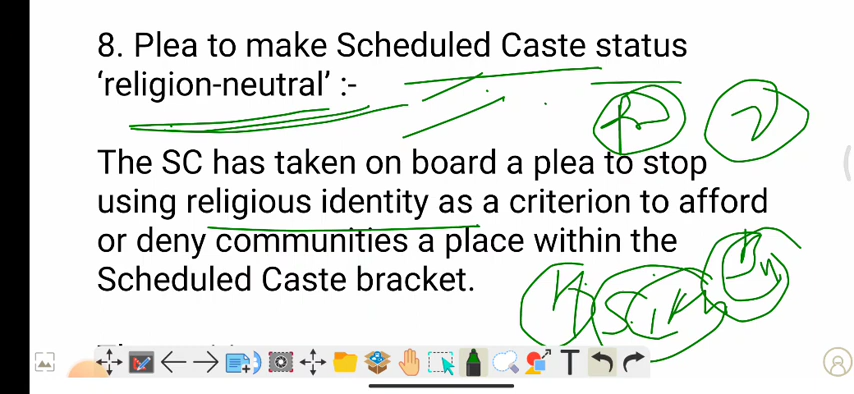 8. Plea to make Scheduled Caste status
'religion-neutral' :-
The SC has taken on board a plea to stop
using religious identity as a criterion to afford
or deny communities a place within the
Scheduled Caste bracket.